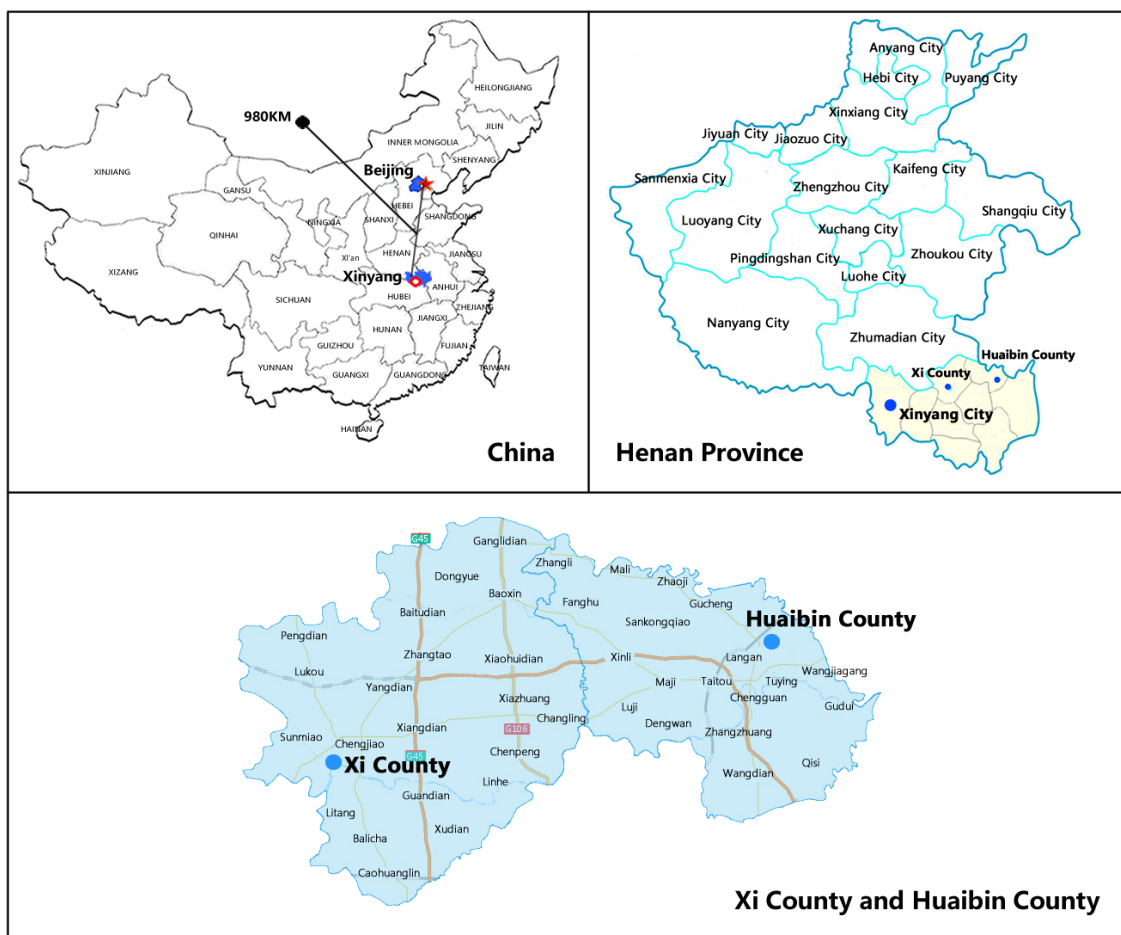 HEILONGJIANG
JILIN
980KM
INNER MONGOLIA
SHENYANG
Beijing
XINJIANG
GANSU
HEBEI
NINGXIA
SHANXI
SHANGDONG
QINHAI
XI'an
HENAN
JIANGSU
XIZANG
Xinyang
ANHUI
SICHUAN
HUBEI
ZHEJIANG
JIANGXI
HUNAN
GUIZHOU
FUJIAN
YUNNAN
GUANGXI
GUANGDONG
TAIWAN
HAINAN
China
Anyang City
Hebi City
Puyang City
Xinxiang City
Jiyuan City
Jiaozuo City
Kaifeng City
Sanmenxia City
Zhengzhou City
Shangqiu City
Luoyang City
Xuchang City
Zhoukou City
Pingdingshan City
Luohe City
Nanyang City
Zhumadian City
Huaibin County
Xi County
Xinyang City
Henan Province
G45
Ganglidian
Zhangli
Mali
Dongyue
Zhaoji
Baoxin
Fanghu
Gucheng
Baitudian
Sankongqiao
Huaibin County
Pengdian
Zhangtao
Xiaohuidian
Xinli
Langan
Lukou
Wangjiagang
Yangdian
Maji
Taitou
Tuying
Xiazhuang
Chengguan
Luji
Gudui
Changling
Xiangdian
G106
Dengwan
Sunmiao
Chengjiao
Zhangzhuang
Chenpeng
G45
Xi County
Qisi
Wangdian
Linhe
Guandian
Litang
Xudian
Balicha
Caohuanglin
Xi County and Huaibin County